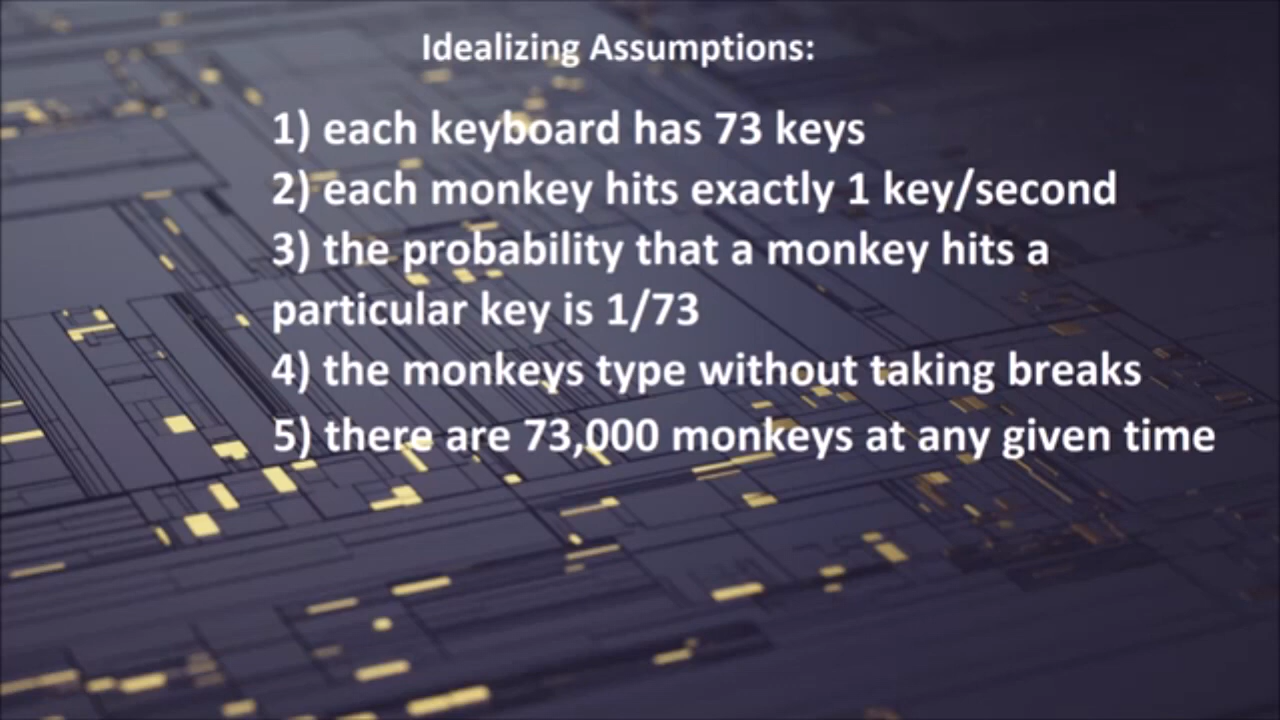 Idealizing Assumptions:
1) each keyboard has 73 keys
2) each monkey hits exactly 1 key/second
3) the probability that a monkey hits a
particular key is 1/73
4) the monkeys type without taking breaks
5) there are 73,000 monkeys at any given time